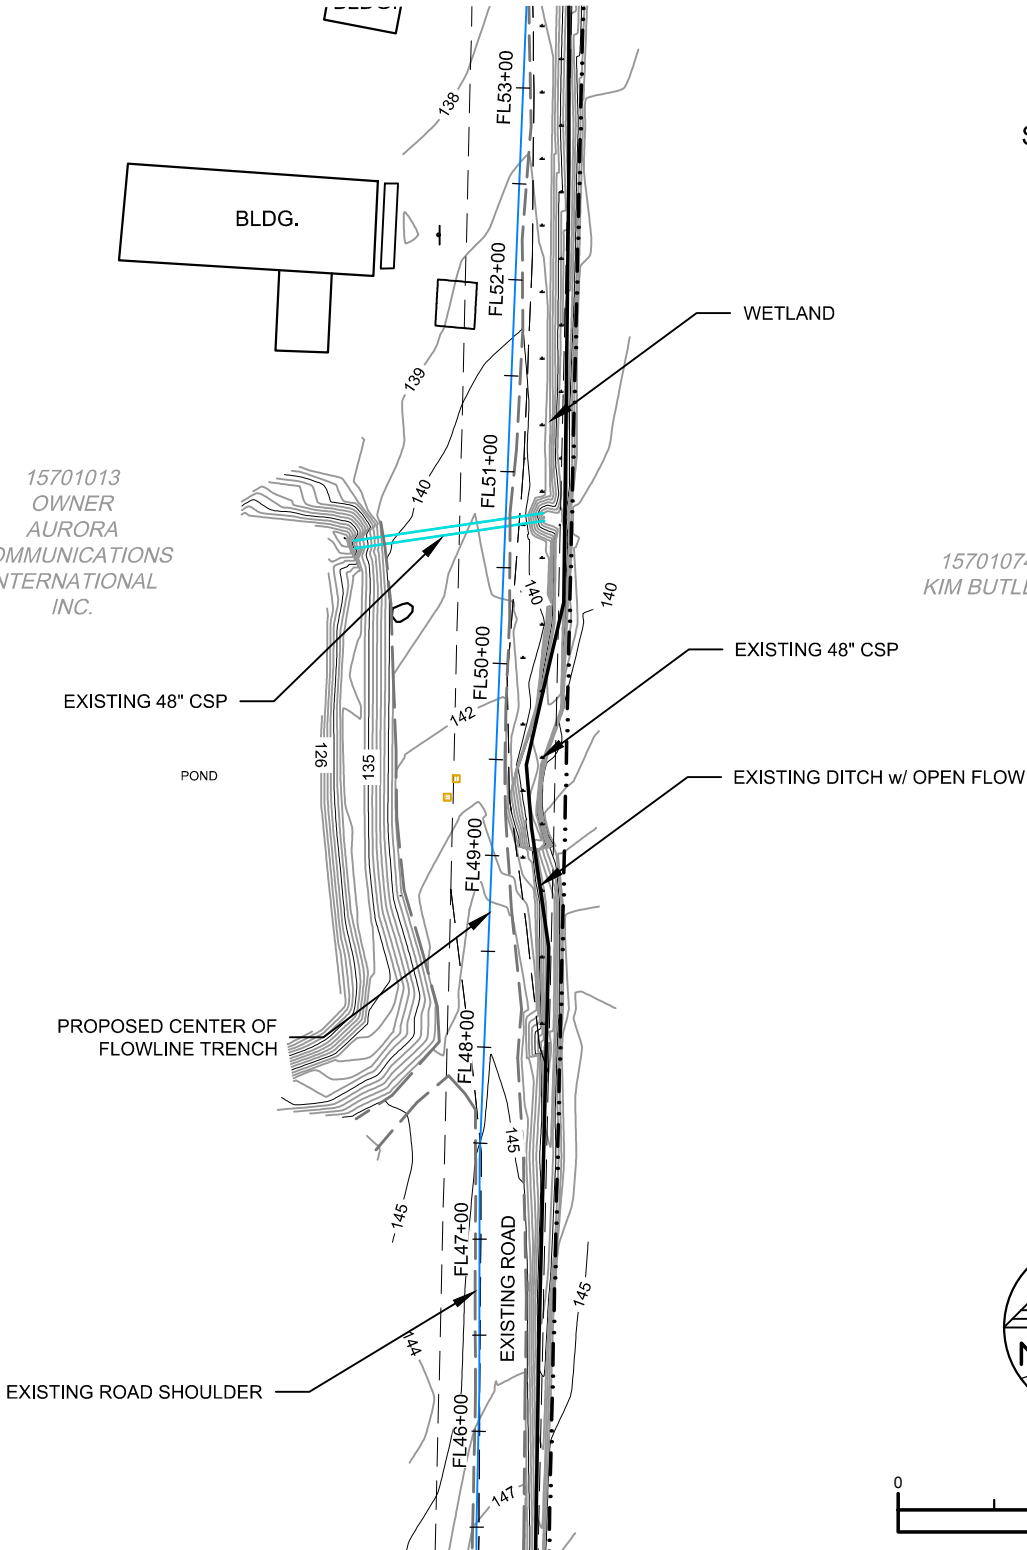 138
FL53+00
BLDG.
FL52+00
WETLAND
139
15701013
OWNER
AURORA
INTERNATIONAL
INC.
FL51+00
140
140
140
EXISTING 48" CSP
FL50+00
EXISTING 48" CSP
142
126
135
POND
EXISTING DITCH w/ OPEN FLOW
FL49+00
PROPOSED CENTER OF
FLOWLINE TRENCH
FL48+00
145
145
FL47+00
EXISTING ROAD
145
144
EXISTING ROAD SHOULDER
FL46+00
147
0
KIM